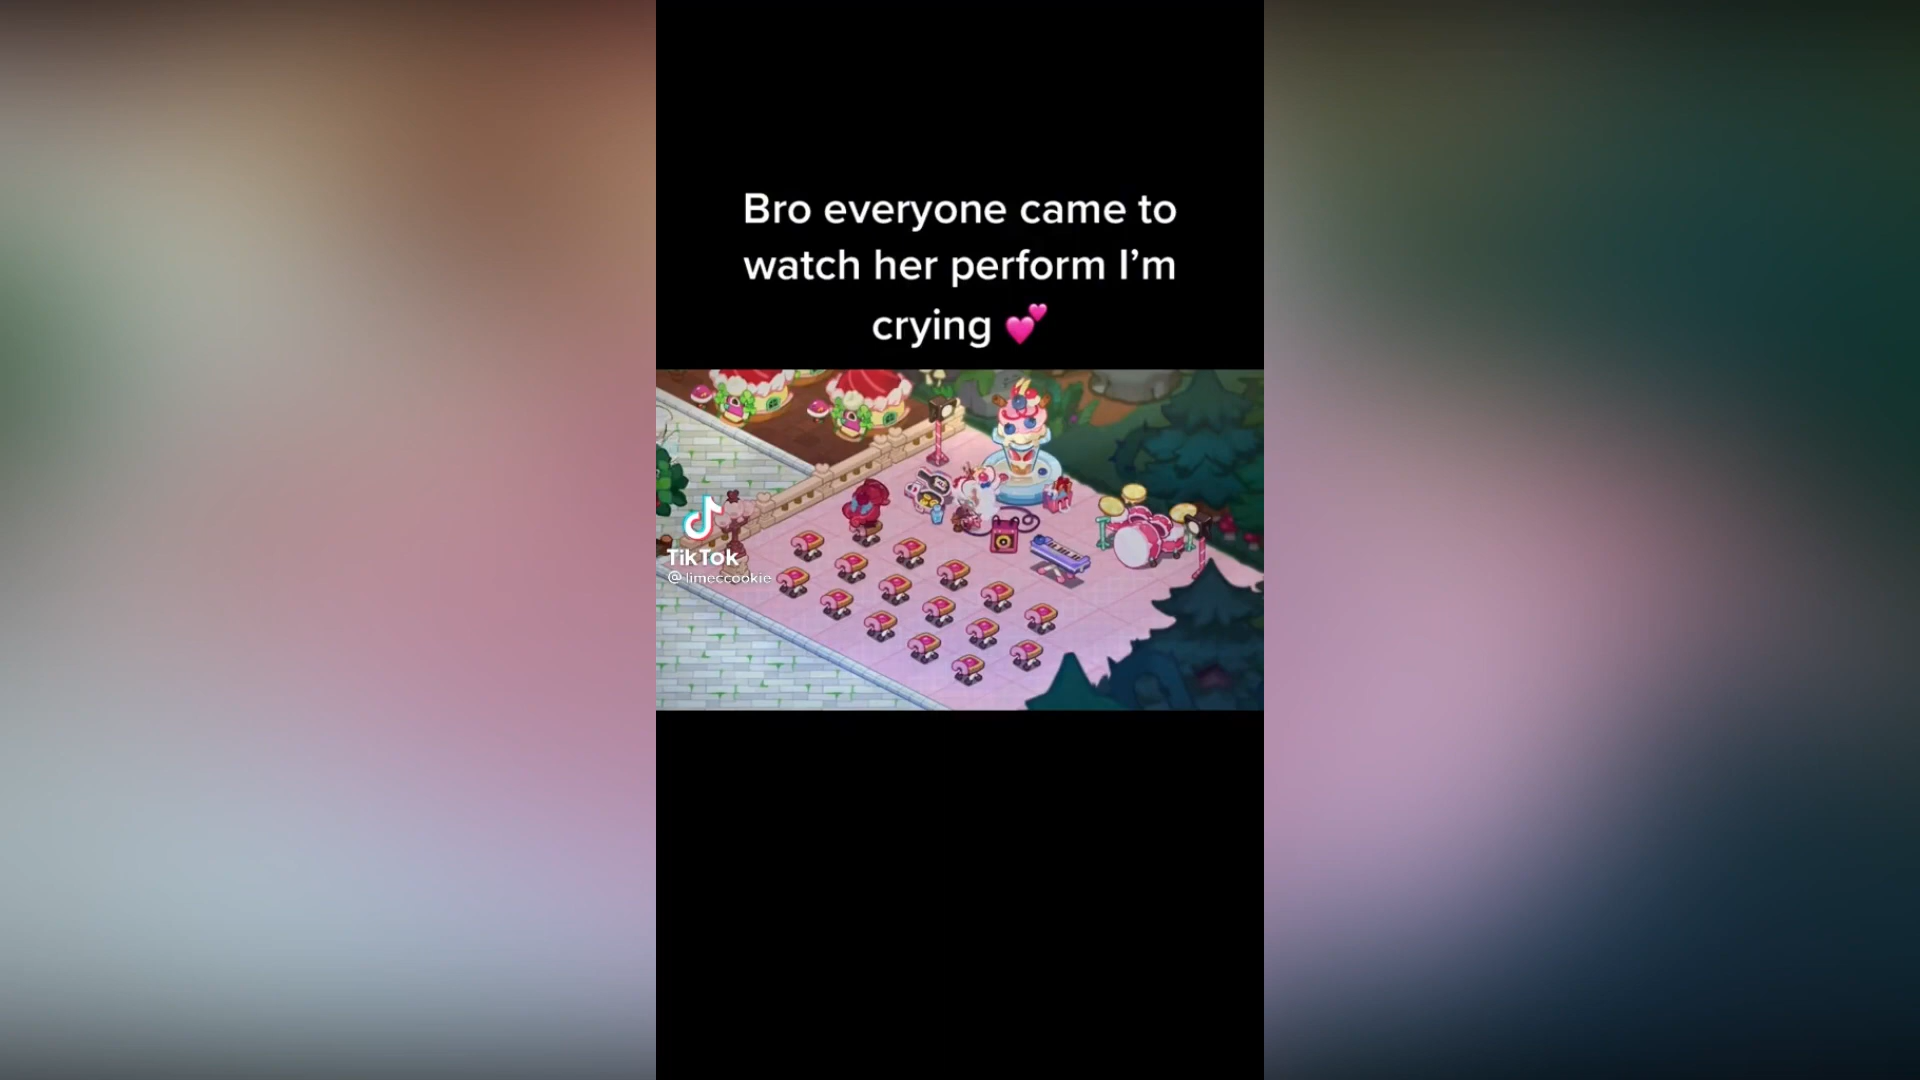 Bro everyone came to
watch her perform I’m
crying 💕
TikTok
@limeccookie